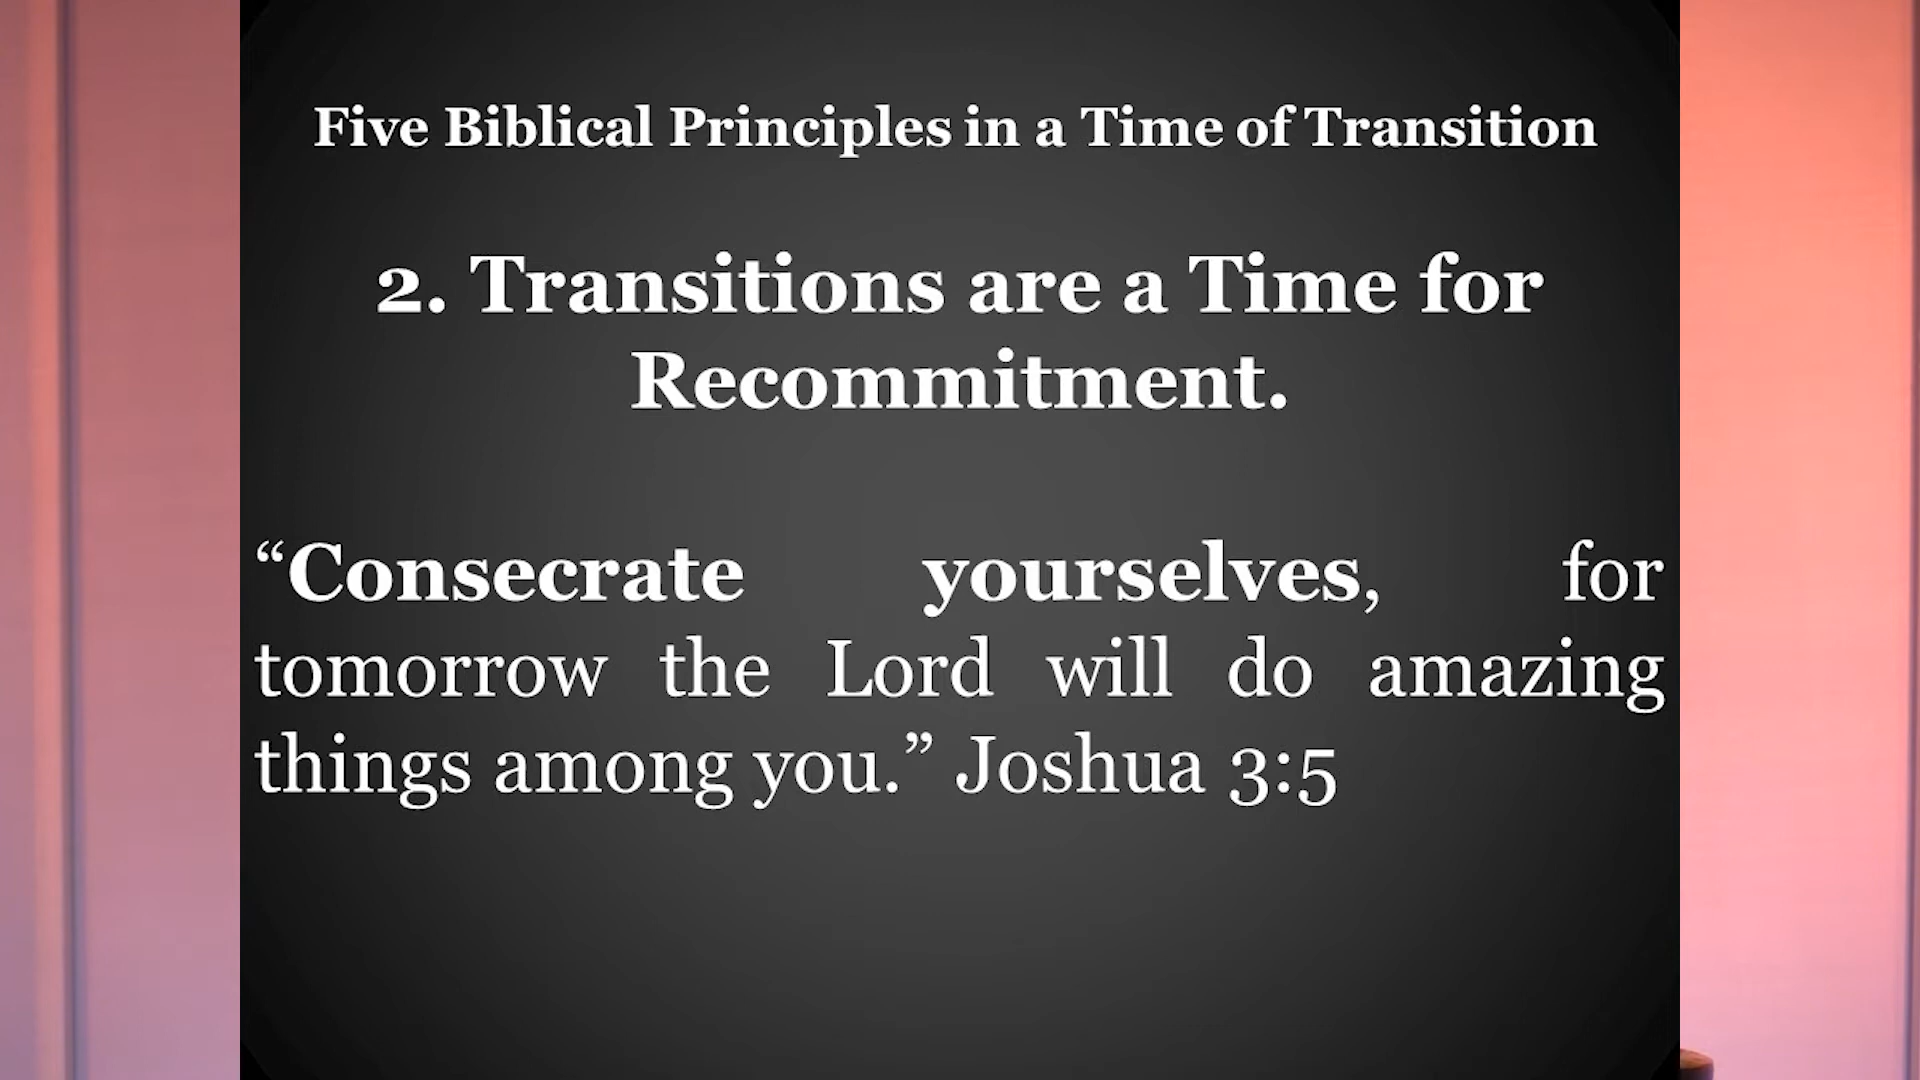 Five Biblical Principles in a Time of Transition
2. Transitions are a Time for
Recommitment.
“Consecrate yourselves, for
tomorrow the Lord will do amazing
things among you.” Joshua 3:5